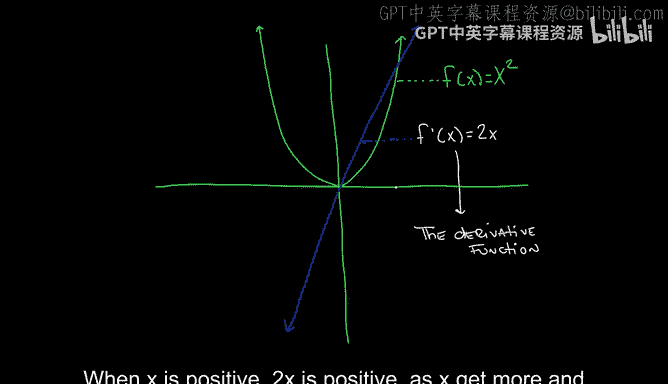 GPT中英字幕课程资源@bilibili.com
GPT中英字幕课程资源 bilibili
f(x)=X²
f'(x)=2x
THE DERIVATIVE
FUNCTION
When x is positive, 2x is positive, as x get more and